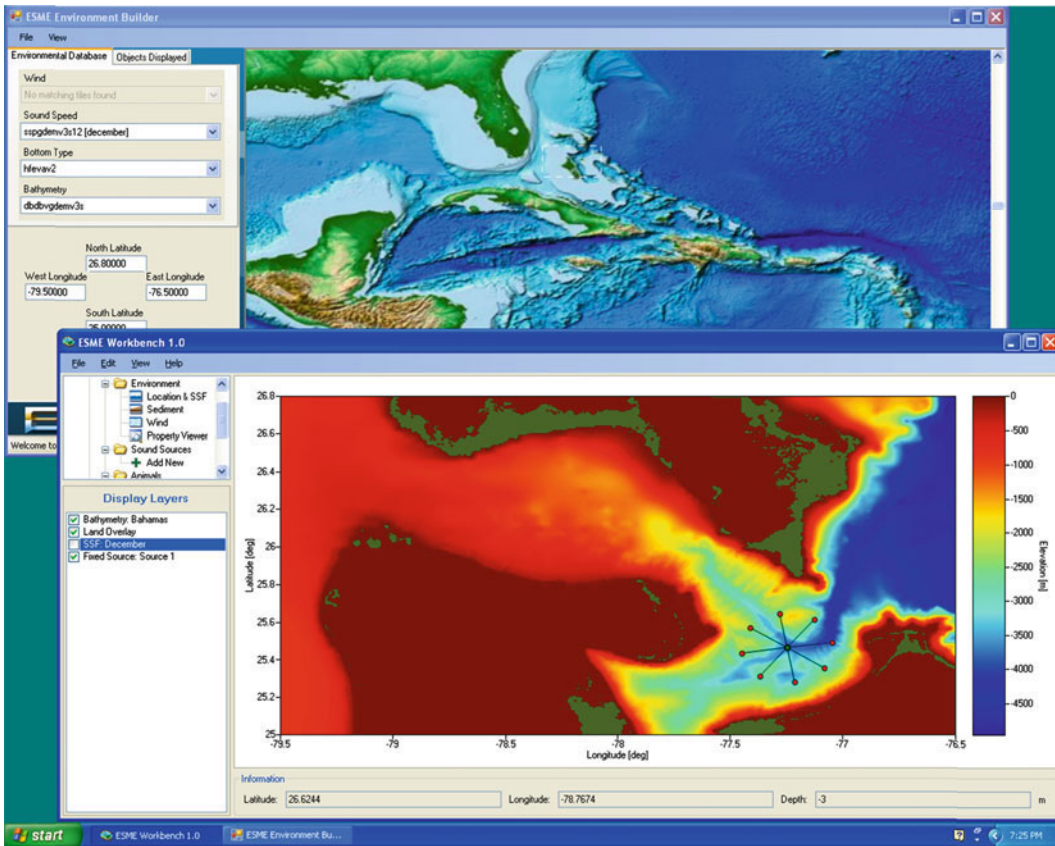 ESME Environment Builder
File View
Environmental Database Objects Displayed
Wind
No matching files found
Sound Speed
sspgdemv3s12 [december]
Bottom Type
hfevav2
Bathymetry
dbdbvgdemv3s
North Latitude
26.80000
West Longitude East Longitude
-79.50000 -76.50000
South Latitude
25.00000
Welcome to
ESME Workbench 1.0
File Edit View Help
Environment
Location & SSF
Sediment
Wind
Property Viewer
Sound Sources
Add New
Animals
Display Layers
Bathymetry: Bahamas
Land Overlay
SSF: December
Fixed Source: Source 1
26.8
26.6
26.4
26.2
26
25.8
25.6
25.4
25.2
25
Latitude [deg]
-79.5 -79 -78.5 -78 -77.5 -77 -76.5
Longitude [deg]
0
-500
-1000
-1500
-2000
-2500
-3000
-3500
-4000
-4500
Elevation [m]
Information
Latitude: 26.6244 Longitude: -78.7674 Depth: -3 m
start ESME Workbench 1.0 ESME Environment Bu... 7:25 PM